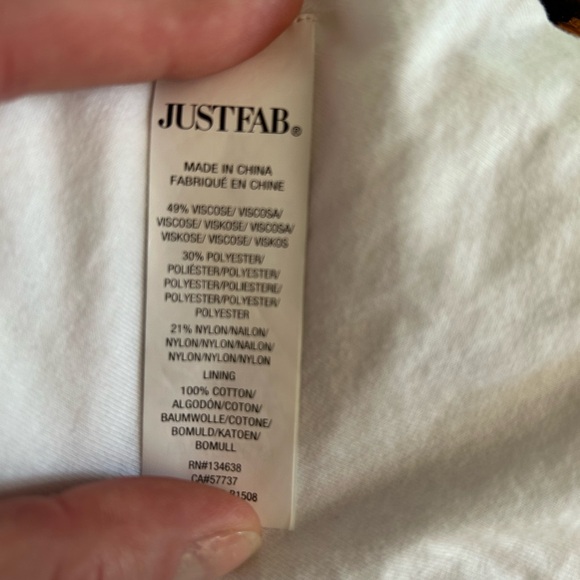 JUSTFAB®
MADE IN CHINA
FABRIQUÉ EN CHINE
49% VISCOSE/ VISCOSA/
VISCOSE/ VISKOSE/ VISCOSA/
VISKOSE/ VISCOSE/ VISKOS
30% POLYESTER/
POLIÉSTER/POLYESTER/
POLYESTER/POLIESTERE/
POLYESTER/POLYESTER/
POLYESTER
21% NYLON/NAILON/
NYLON/NYLON/NAILON/
NYLON/NYLON/NYLON
LINING
100% COTTON/
ALGODÓN/COTON/
BAUMWOLLE/COTONE/
BOMULD/KATOEN/
BOMULL
RN#134638
CA#57737